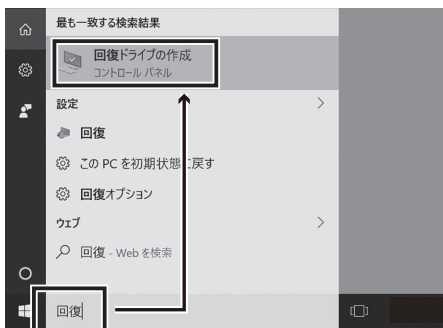 最も一致する検索結果
回復ドライブの作成
コントロール パネル
設定
回復
この PC を初期状態に戻す
回復オプション
ウェブ
回復 - Web を検索
回復